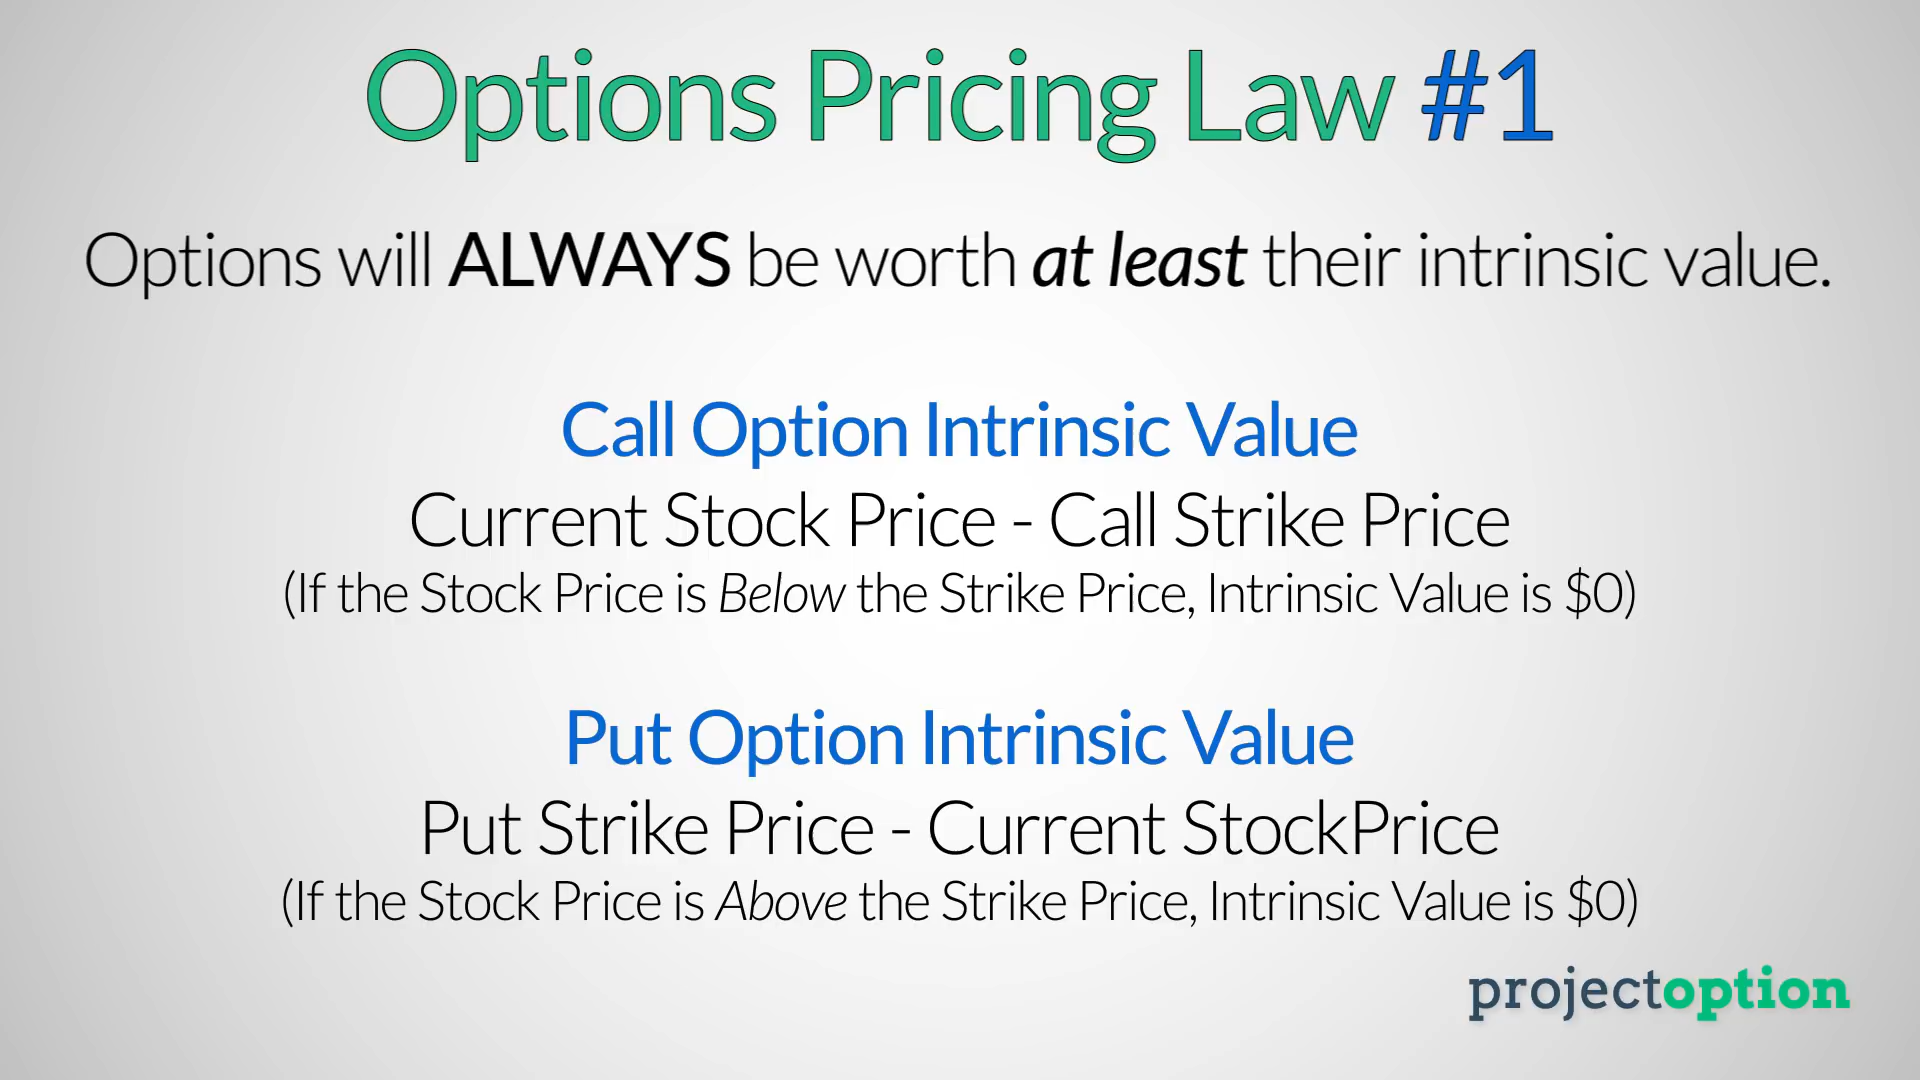 Options Pricing Law #1
Options will ALWAYS be worth at least their intrinsic value.
Call Option Intrinsic Value
Current Stock Price - Call Strike Price
(If the Stock Price is Below the Strike Price, Intrinsic Value is $0)
Put Option Intrinsic Value
Put Strike Price - Current StockPrice
(If the Stock Price is Above the Strike Price, Intrinsic Value is $0)
projectoption